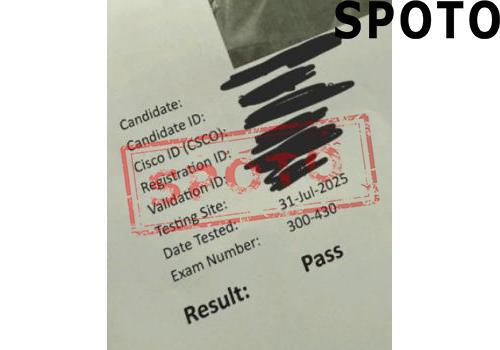 SPOTO
Candidate:
Candidate ID:
Cisco ID (CSCO):
Registration ID:
Validation ID:
Testing Site:
Date Tested: 31-Jul-2025
Exam Number: 300-430
Result: Pass
SPOTO